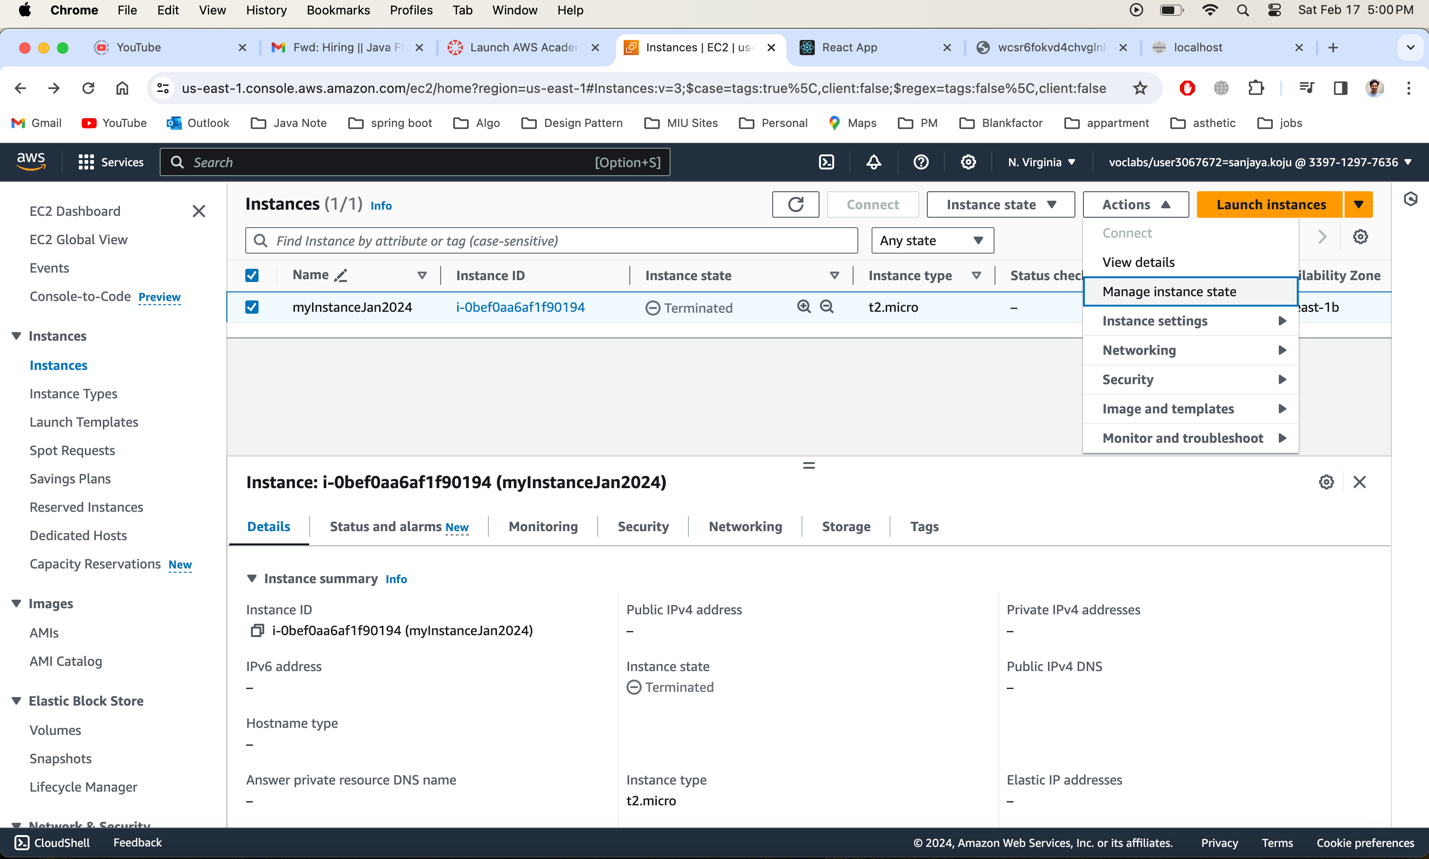 Chrome File Edit View History Bookmarks Profiles Tab Window Help Sat Feb 17 5:00 PM
YouTube Fwd: Hiring || Java F Launch AWS Acade Instances | EC2 | us- React App wcsr6fokvd4chvgln localhost
us-east-1.console.aws.amazon.com/ec2/home?region=us-east-1#Instances:v=3;$case=tags:true%5C,client:false;$regex=tags:false%5C,client:false
Gmail YouTube Outlook Java Note spring boot Algo Design Pattern MIU Sites Personal Maps PM Blankfactor appartment asthetic jobs
aws Services Search [Option+S] N. Virginia voclabs/user3067672=sanjaya.koju @ 3397-1297-7636
EC2 Dashboard
EC2 Global View
Events
Console-to-Code Preview
Instances
Instances
Instance Types
Launch Templates
Spot Requests
Savings Plans
Reserved Instances
Dedicated Hosts
Capacity Reservations New
Images
AMIs
AMI Catalog
Elastic Block Store
Volumes
Snapshots
Lifecycle Manager
Network & Security
Instances (1/1) Info Connect Instance state Actions Launch instances
Find Instance by attribute or tag (case-sensitive) Any state
Name Instance ID Instance state Instance type Status chec ilability Zone
myInstanceJan2024 i-0bef0aa6af1f90194 Terminated t2.micro – east-1b
Connect
View details
Manage instance state
Instance settings
Networking
Security
Image and templates
Monitor and troubleshoot
Instance: i-0bef0aa6af1f90194 (myInstanceJan2024)
Details Status and alarms New Monitoring Security Networking Storage Tags
Instance summary Info
Instance ID Public IPv4 address Private IPv4 addresses
i-0bef0aa6af1f90194 (myInstanceJan2024) – –
IPv6 address Instance state Public IPv4 DNS
– Terminated –
Hostname type
–
Answer private resource DNS name Instance type Elastic IP addresses
– t2.micro –
CloudShell Feedback © 2024, Amazon Web Services, Inc. or its affiliates. Privacy Terms Cookie preferences